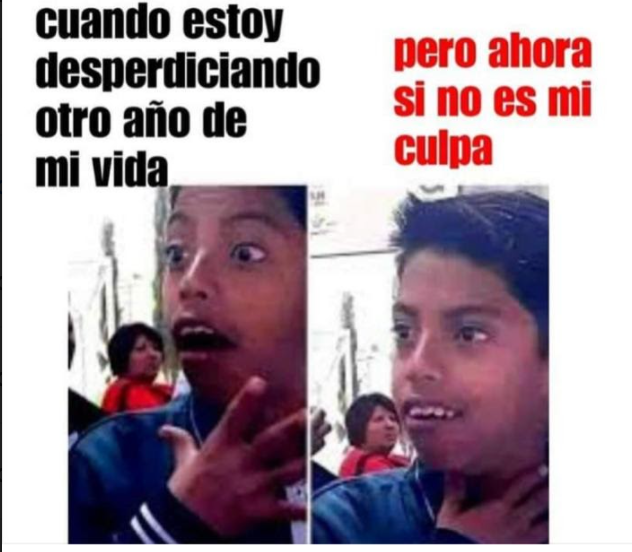 cuando estoy
desperdiciando
otro año de
mi vida
pero ahora
si no es mi
culpa